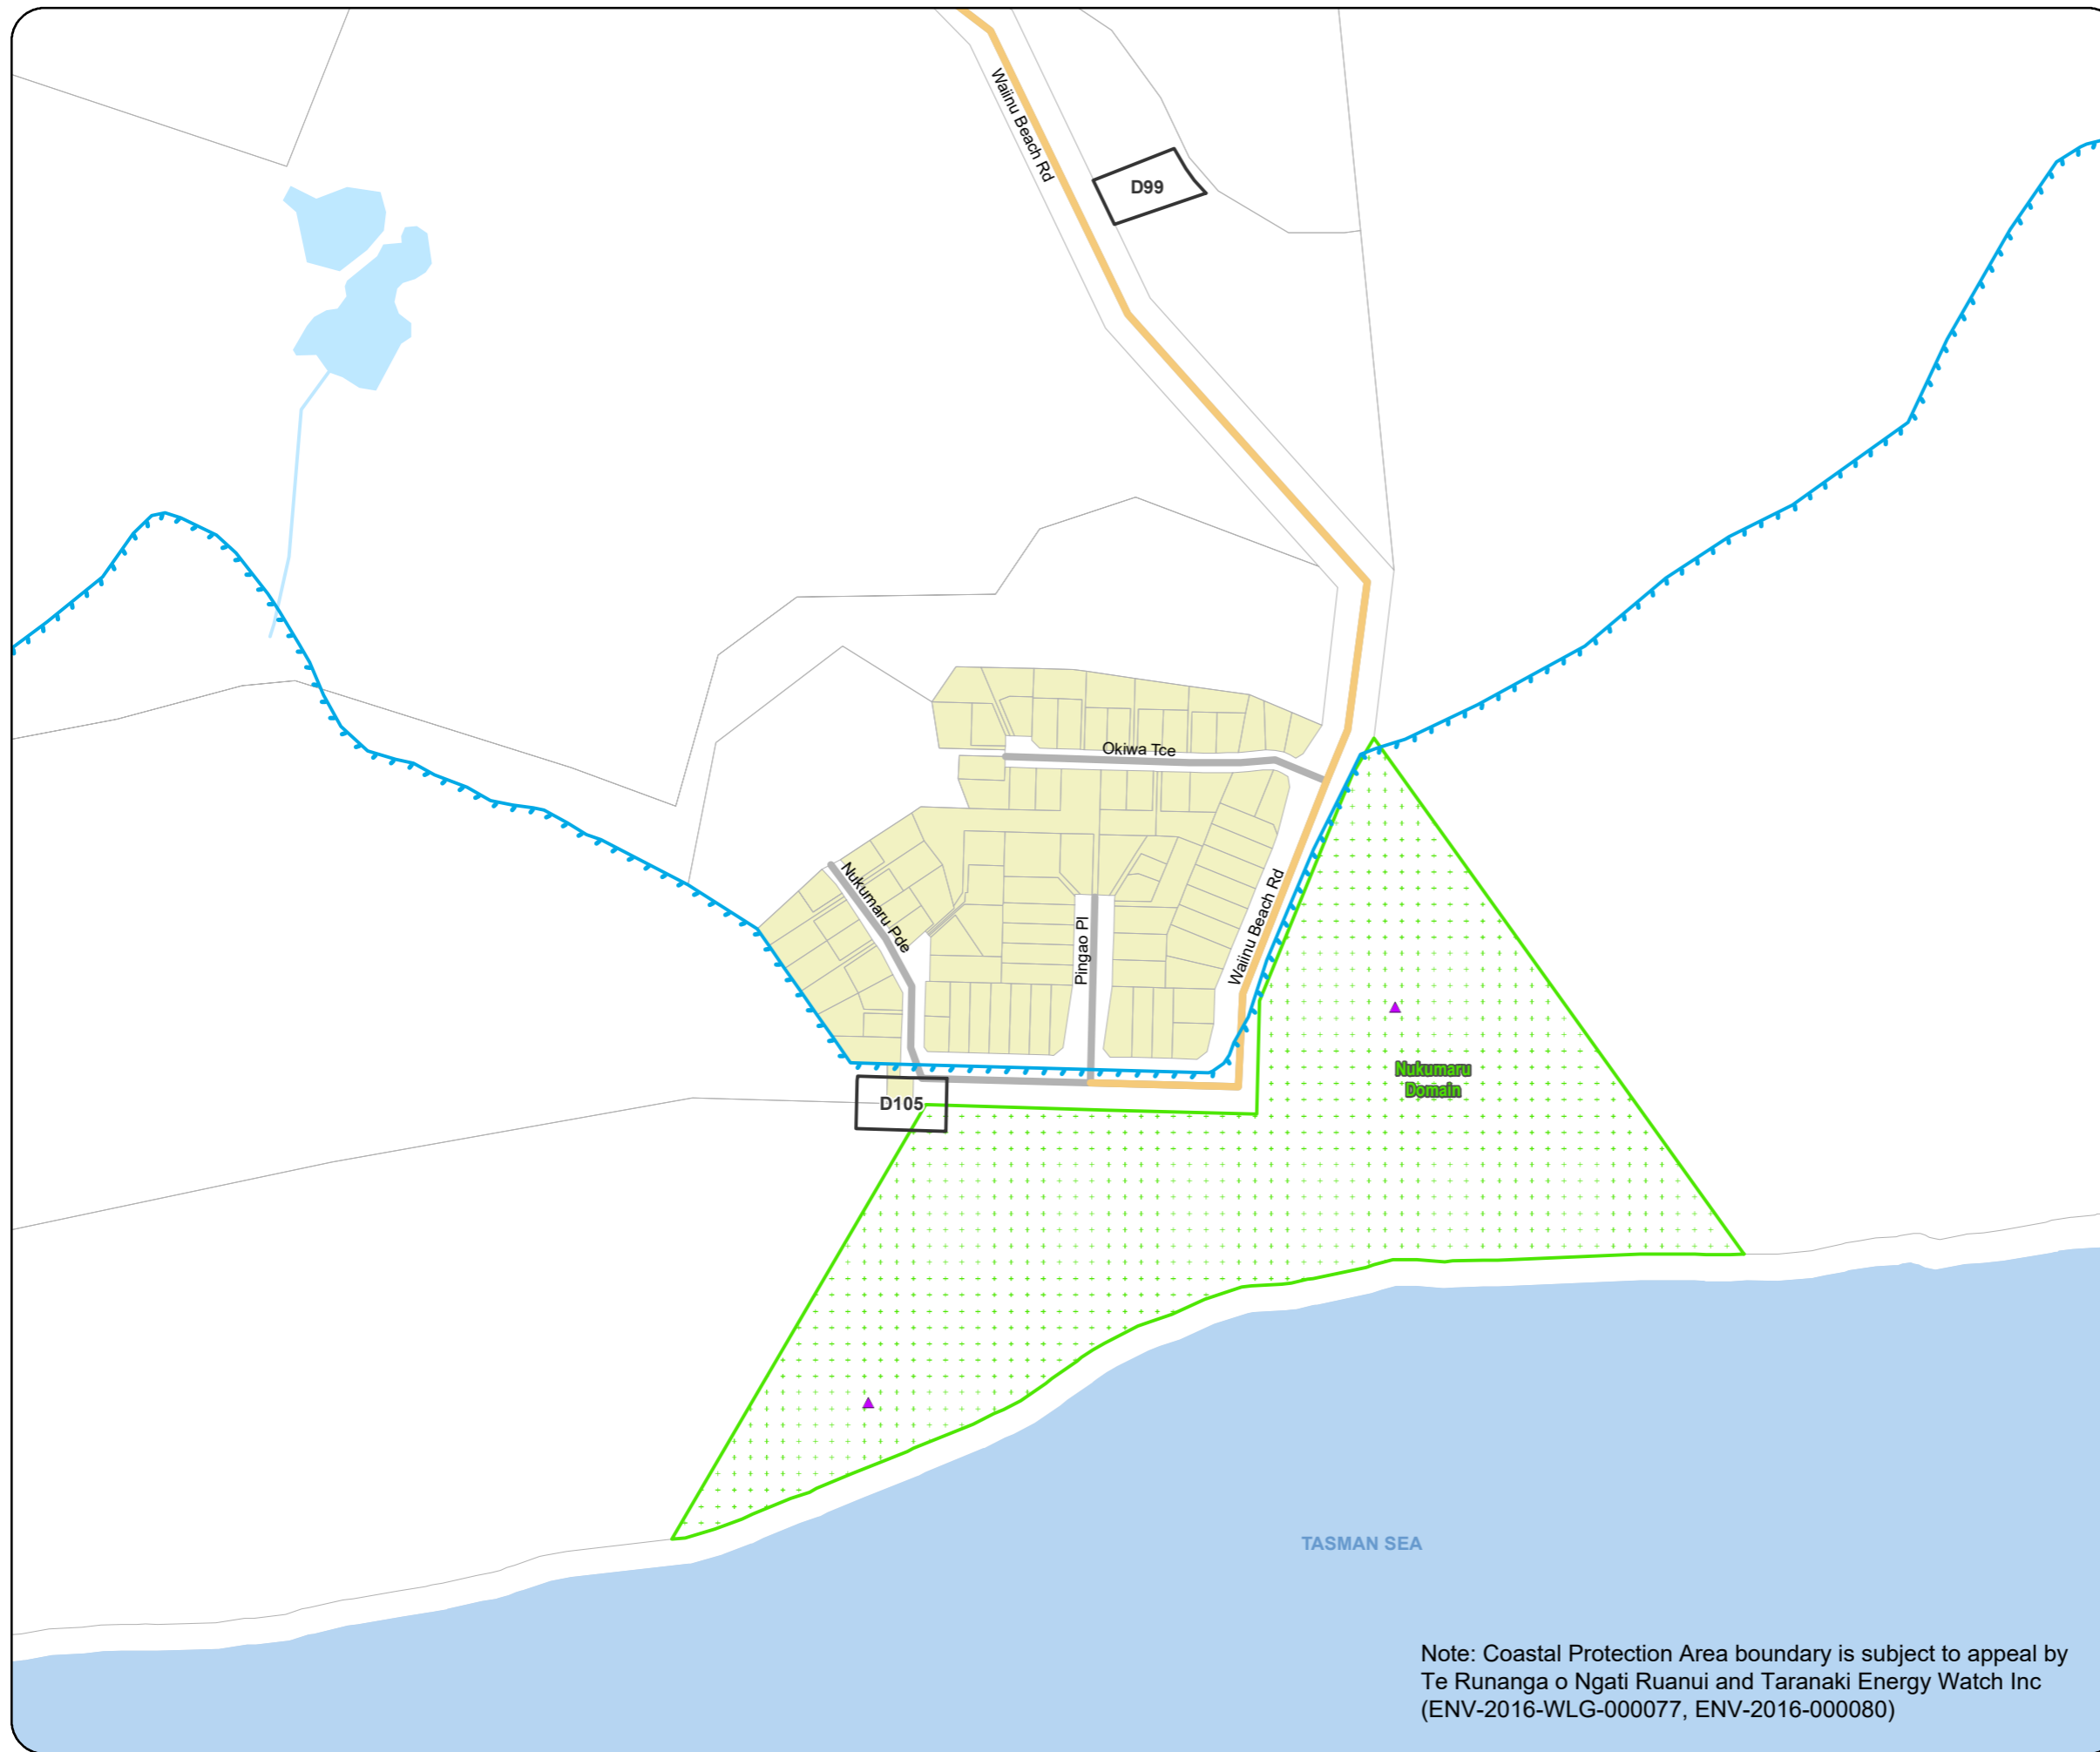 Waiinu Beach Rd
D99
Okiwa Tce
Nukumaru Pde
Pingao Pl
Waiinu Beach Rd
Nukumaru
Domain
D105
TASMAN SEA
Note: Coastal Protection Area boundary is subject to appeal by
Te Runanga o Ngati Ruanui and Taranaki Energy Watch Inc
(ENV-2016-WLG-000077, ENV-2016-000080)